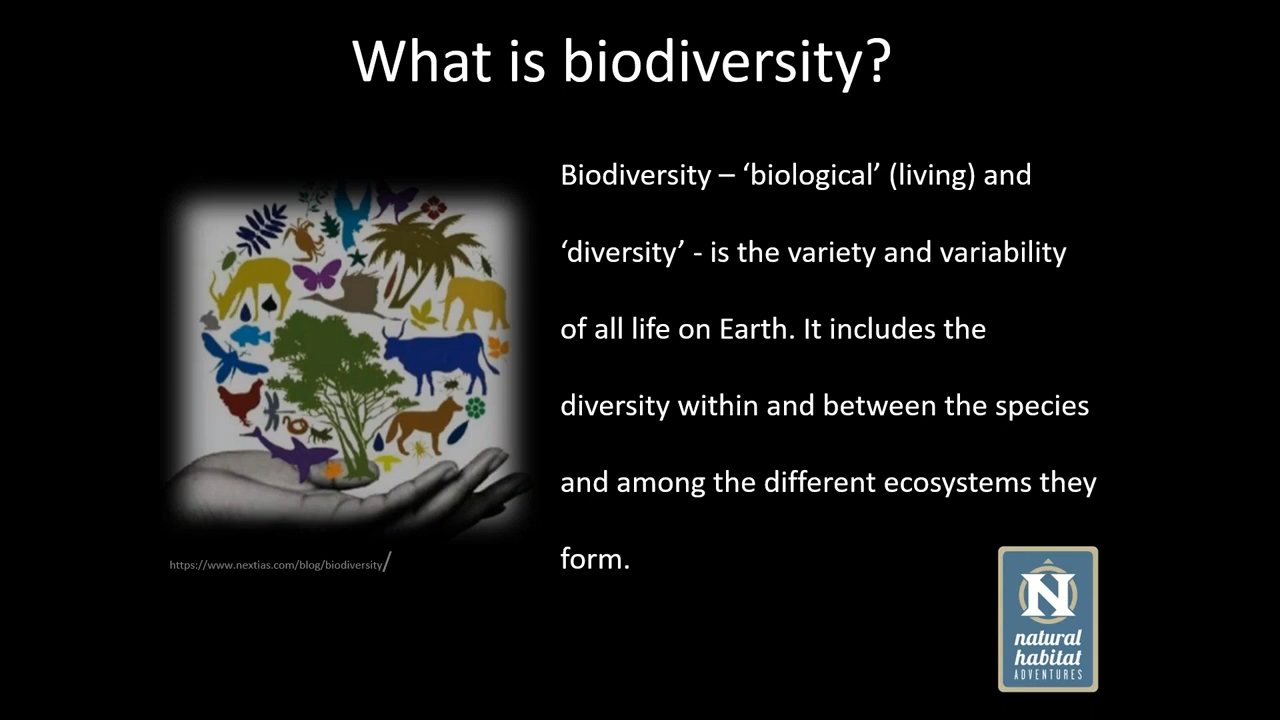 What is biodiversity?
Biodiversity – ‘biological’ (living) and
‘diversity’ - is the variety and variability
of all life on Earth. It includes the
diversity within and between the species
and among the different ecosystems they
form.
https://www.nextias.com/blog/biodiversity/
N
natural
habitat
ADVENTURES